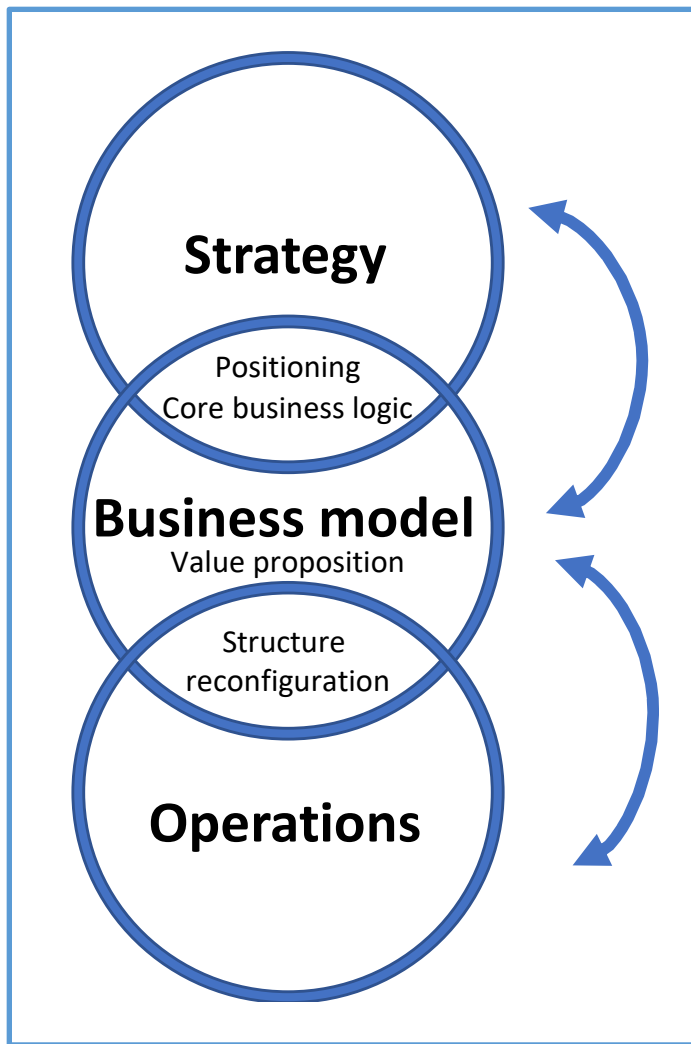 Strategy
Positioning
Core business logic
Business model
Value proposition
Structure
reconfiguration
Operations